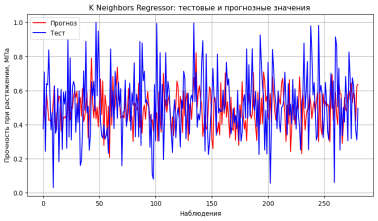 K Neighbors Regressor: тестовые и прогнозные значения
Прогноз
Тест
Прочность при растяжении, МПа
1.0
0.8
0.6
0.4
0.2
0.0
0
50
100
150
200
250
Наблюдения